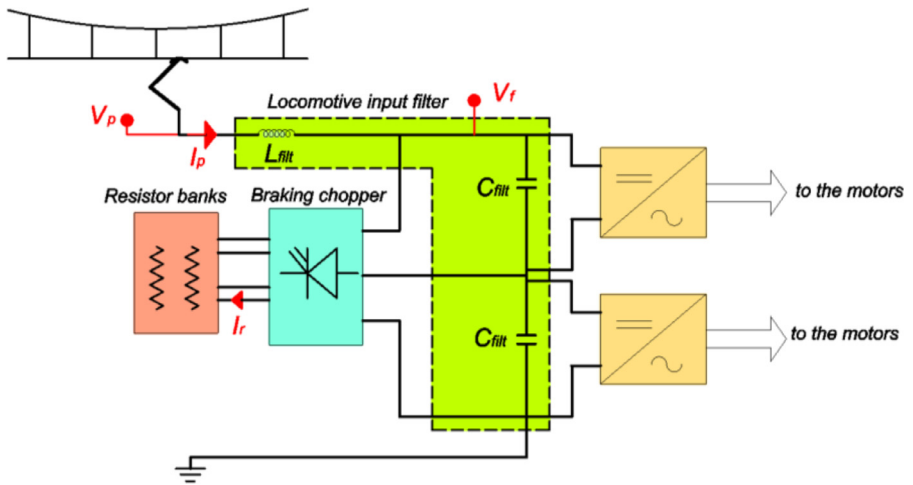 Locomotive input filter
Vf
Vp
Ip
Lfilt
Cfilt
to the motors
Resistor banks
Braking chopper
Ir
Cfilt
to the motors